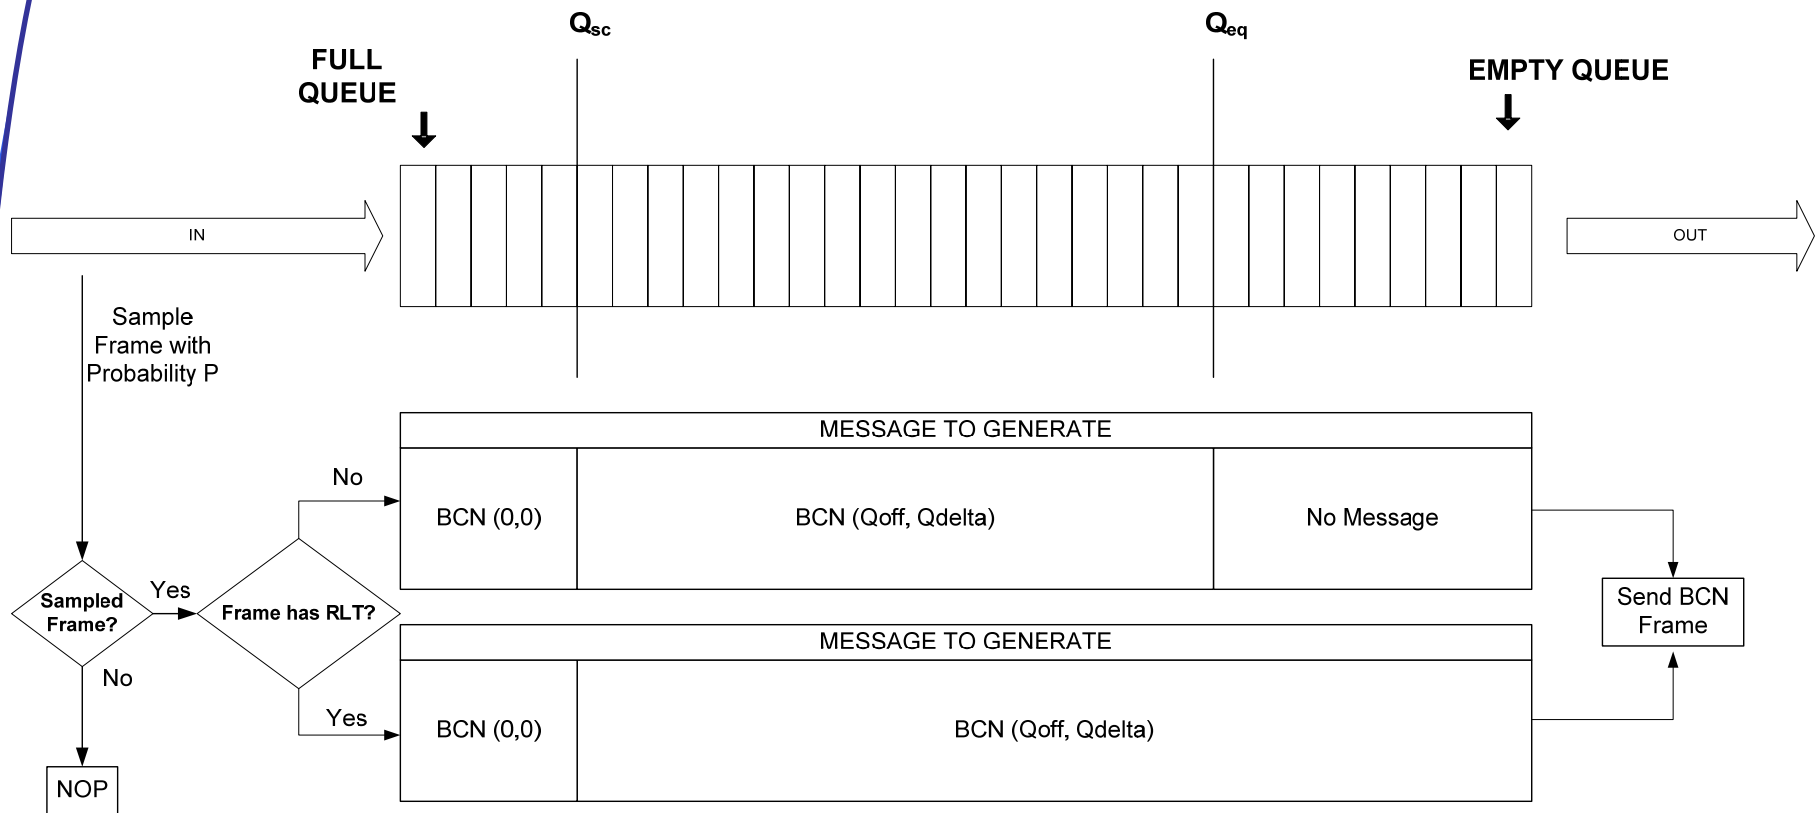 Qsc
Qeq
FULL
QUEUE
EMPTY QUEUE
IN
OUT
Sample
Frame with
Probability P
MESSAGE TO GENERATE
No
BCN (0,0)
BCN (Qoff, Qdelta)
No Message
Sampled
Frame?
Yes
Frame has RLT?
Send BCN
Frame
MESSAGE TO GENERATE
No
Yes
BCN (0,0)
BCN (Qoff, Qdelta)
NOP